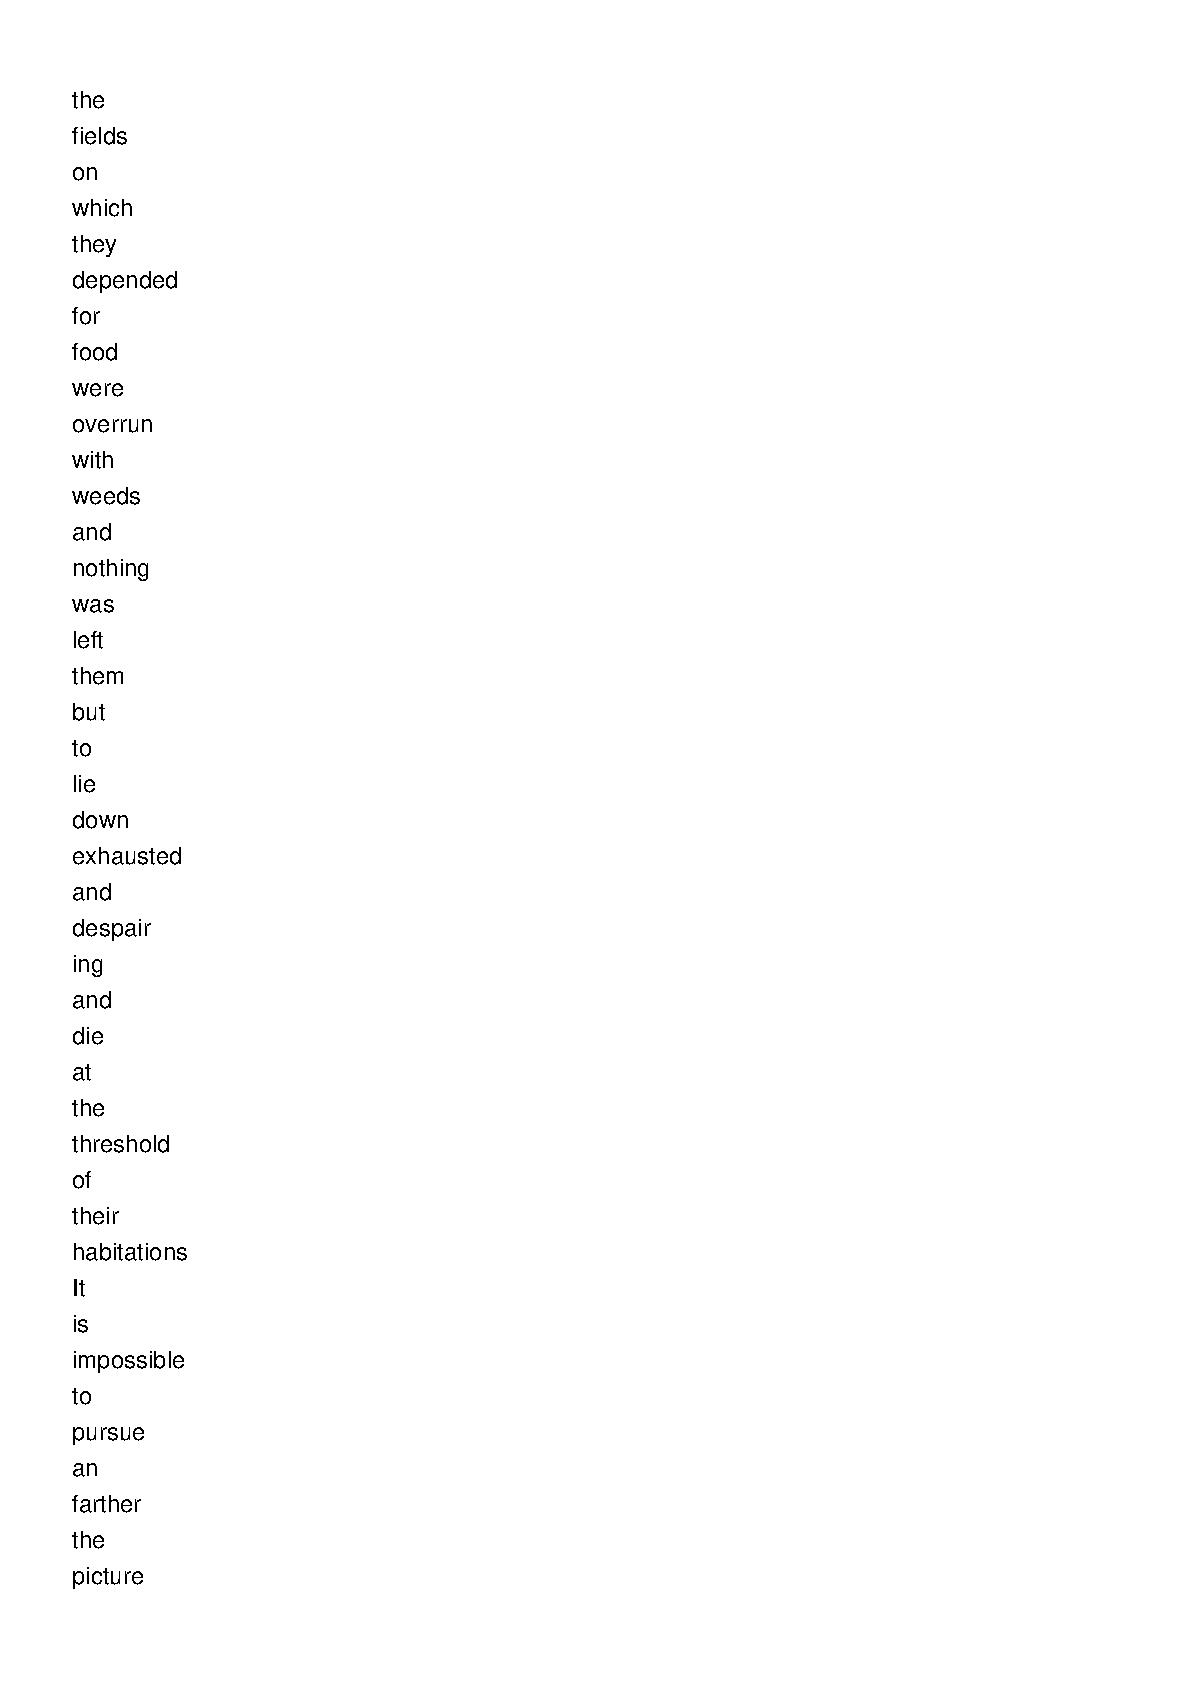 the
fields
on
which
they
depended
for
food
were
overrun
with
weeds
and
nothing
was
left
them
but
to
lie
down
exhausted
and
despair
ing
and
die
at
the
threshold
of
their
habitations
It
is
impossible
to
pursue
an
farther
the
picture